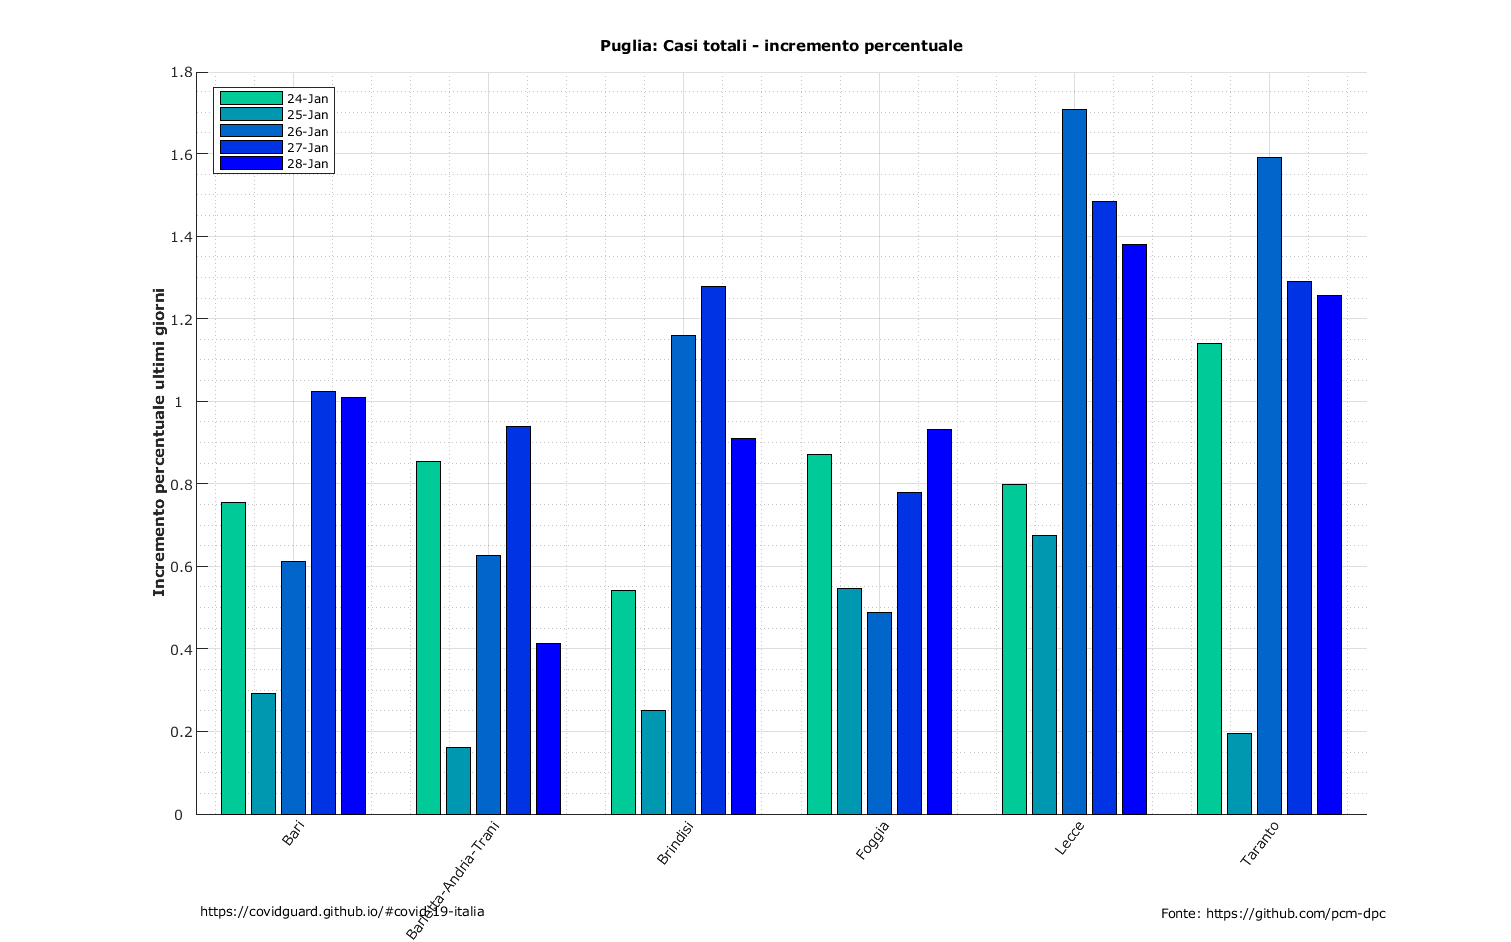 Puglia: Casi totali - incremento percentuale
1.8
1.6
1.4
1.2
1
0.8
0.6
0.4
0.2
0
Incremento percentuale ultimi giorni
24-Jan
25-Jan
26-Jan
27-Jan
28-Jan
Bari
Barletta-Andria-Trani
Brindisi
Foggia
Lecce
Taranto
https://covidguard.github.io/#covid-19-italia
Fonte: https://github.com/pcm-dpc